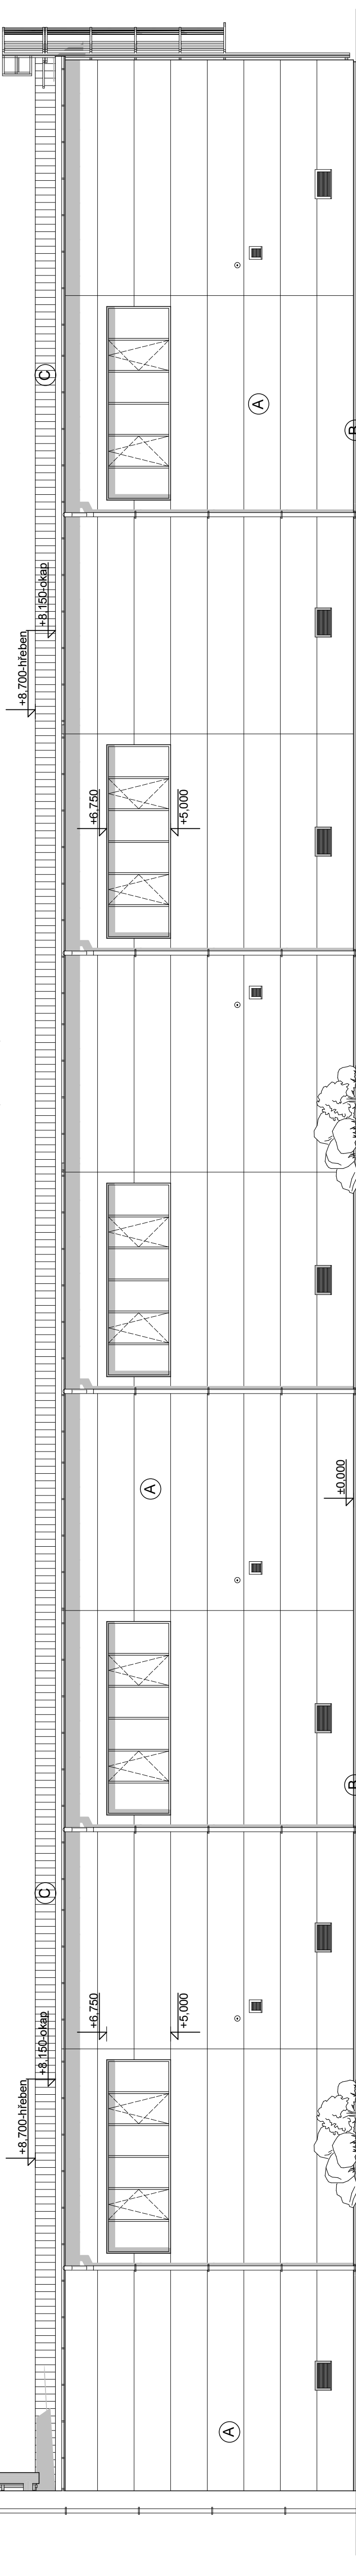 +8,700-hřeben
+8,700-hřeben
+8,150-okap
C
+8,150-okap
C
+6,750
+6,750
A
+5,000
+5,000
A
A
±0,000
B
B